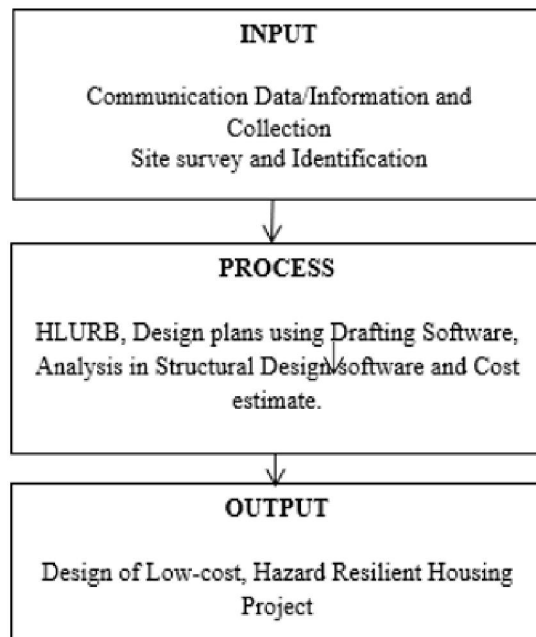 INPUT
Communication Data/Information and
Collection
Site survey and Identification
PROCESS
HLURB, Design plans using Drafting Software,
Analysis in Structural Design software and Cost
estimate.
OUTPUT
Design of Low-cost, Hazard Resilient Housing
Project